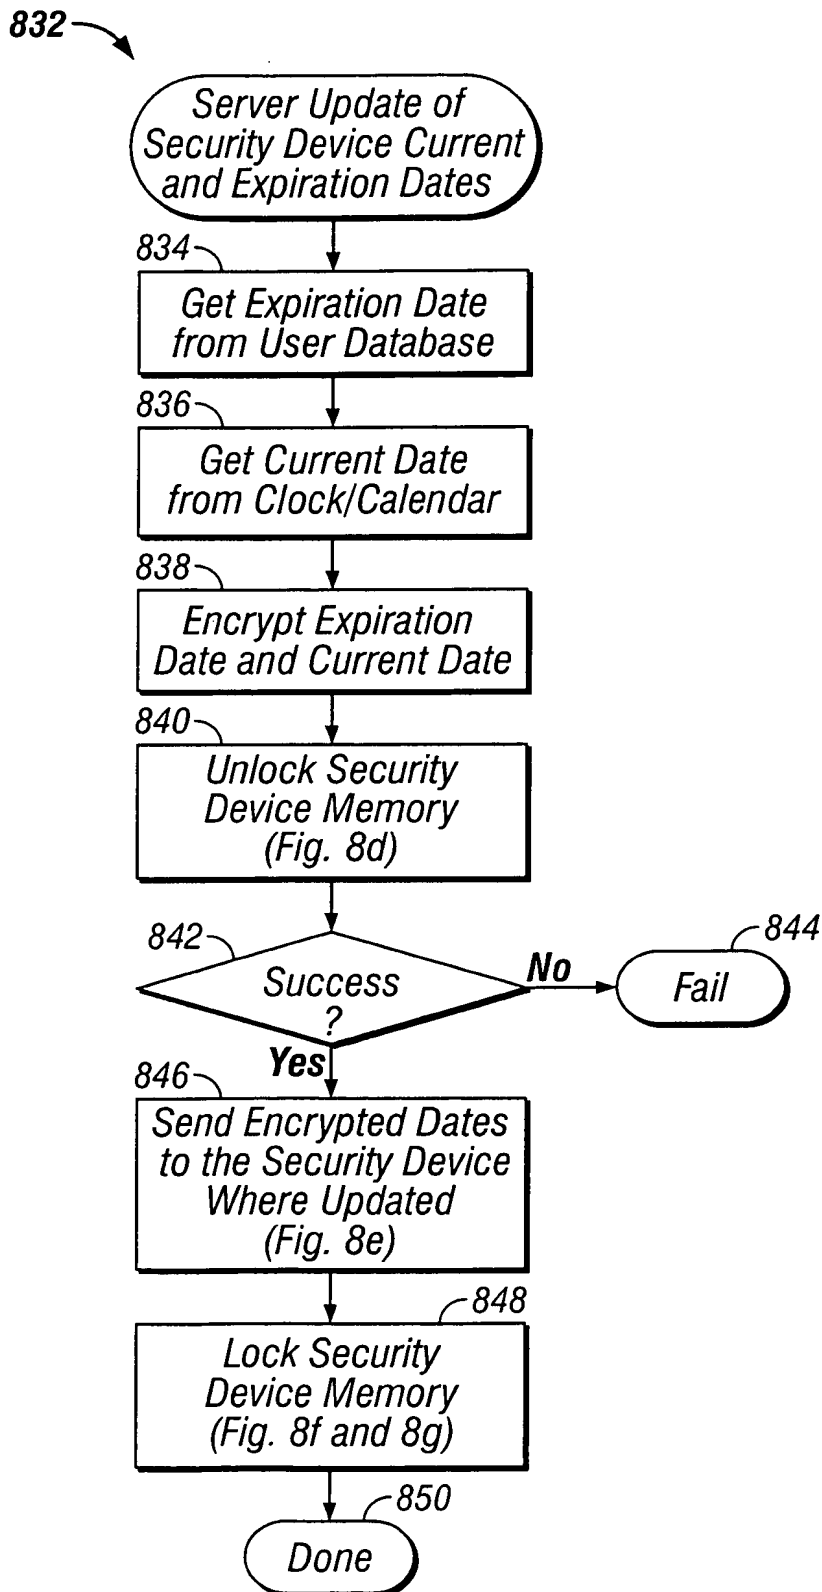 832
Server Update of
Security Device Current
and Expiration Dates
834
Get Expiration Date
from User Database
836
Get Current Date
from Clock/Calendar
838
Encrypt Expiration
Date and Current Date
840
Unlock Security
Device Memory
(Fig. 8d)
842
Success
?
No
844
Fail
Yes
846
Send Encrypted Dates
to the Security Device
Where Updated
(Fig. 8e)
848
Lock Security
Device Memory
(Fig. 8f and 8g)
850
Done